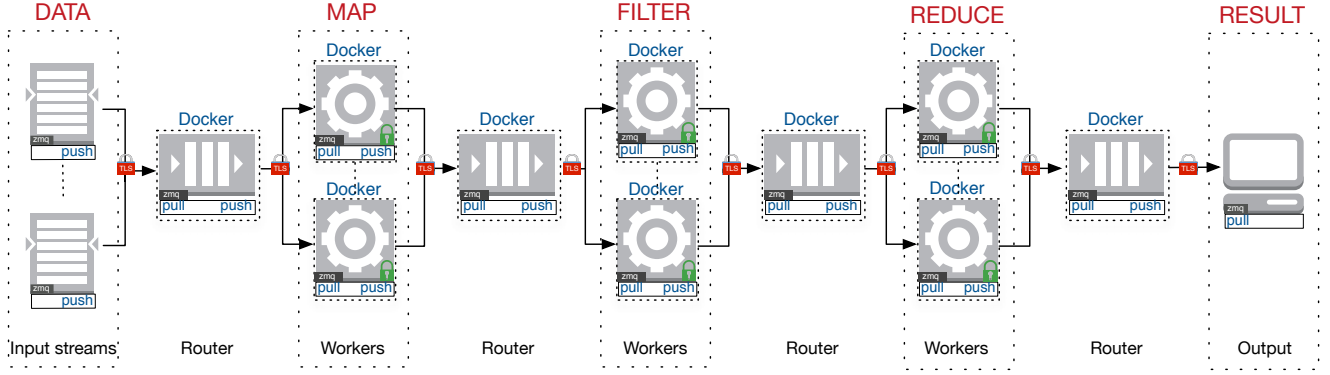 DATA
MAP
FILTER
REDUCE
RESULT
zmq
push
zmq
push
Input streams
Docker
zmq
pull push
Router
Docker
zmq
pull push
Docker
zmq
pull push
Workers
Docker
zmq
pull push
Router
Docker
zmq
pull push
Docker
zmq
pull push
Workers
Docker
zmq
pull push
Router
Docker
zmq
pull push
Docker
zmq
pull push
Workers
Docker
zmq
pull push
Router
zmq
pull
Output
TLS
TLS
TLS
TLS
TLS
TLS
TLS
TLS